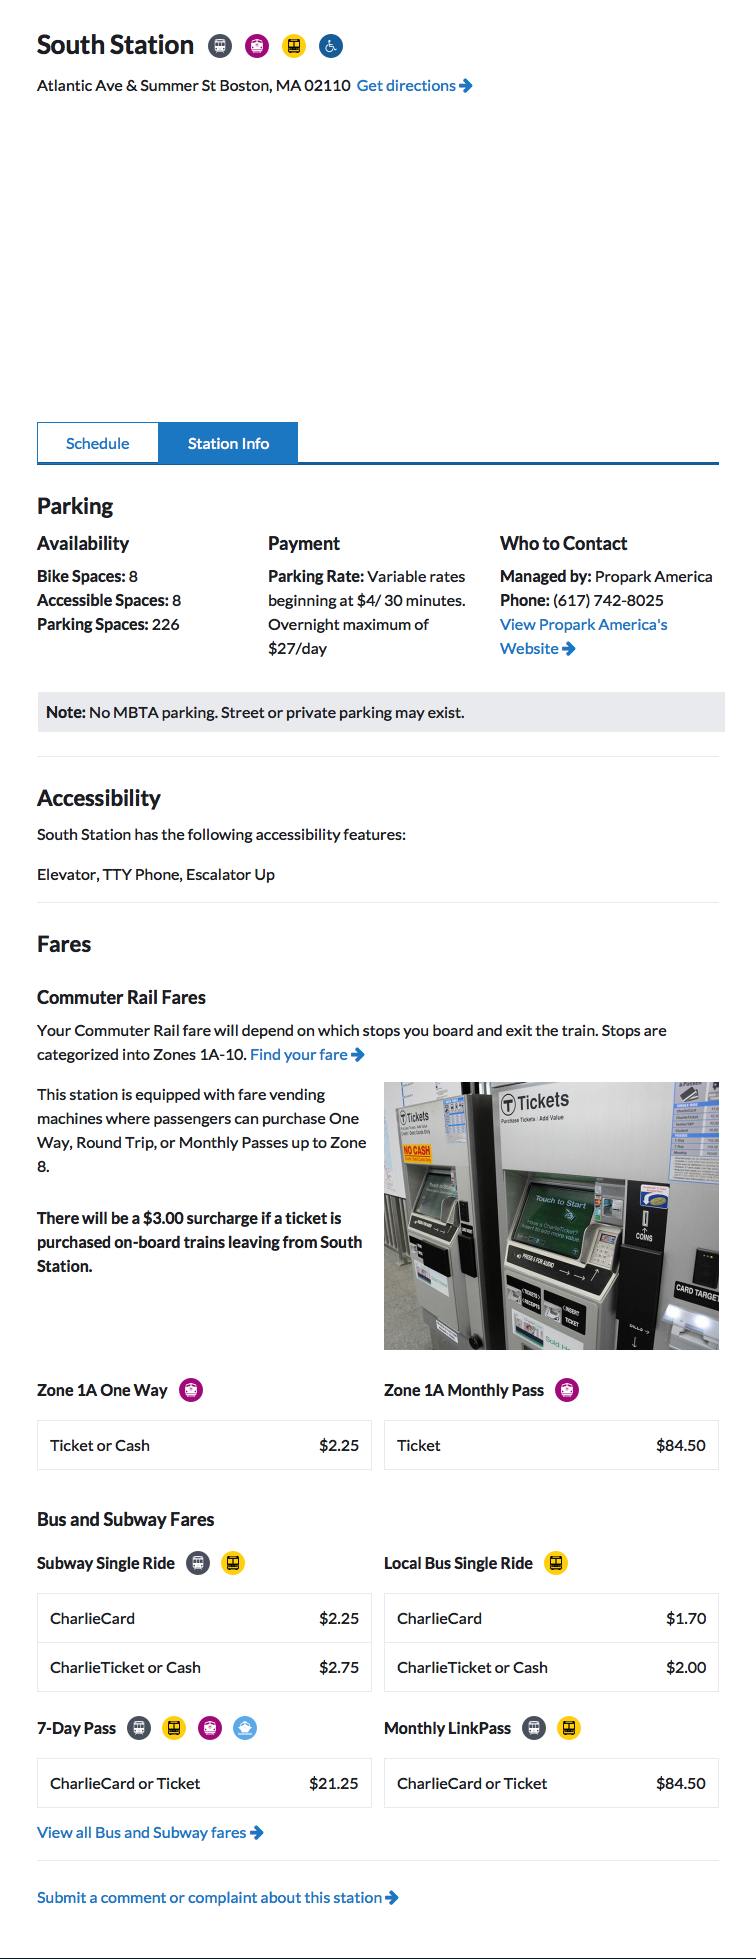 South Station
Atlantic Ave & Summer St Boston, MA 02110 Get directions
Schedule
Station Info
Parking
Availability
Bike Spaces: 8
Accessible Spaces: 8
Parking Spaces: 226
Payment
Parking Rate: Variable rates
beginning at $4/ 30 minutes.
Overnight maximum of
$27/day
Who to Contact
Managed by: Propark America
Phone: (617) 742-8025
View Propark America's
Website
Note: No MBTA parking. Street or private parking may exist.
Accessibility
South Station has the following accessibility features:
Elevator, TTY Phone, Escalator Up
Fares
Commuter Rail Fares
Your Commuter Rail fare will depend on which stops you board and exit the train. Stops are
categorized into Zones 1A-10. Find your fare
This station is equipped with fare vending
machines where passengers can purchase One
Way, Round Trip, or Monthly Passes up to Zone
8.
There will be a $3.00 surcharge if a ticket is
purchased on-board trains leaving from South
Station.
T Tickets
NO CASH
T Tickets
Purchase Tickets Add Value
Touch to Start
COINS
CARD TARGET
BILLS
Zone 1A One Way
Ticket or Cash $2.25
Zone 1A Monthly Pass
Ticket $84.50
Bus and Subway Fares
Subway Single Ride
CharlieCard $2.25
CharlieTicket or Cash $2.75
Local Bus Single Ride
CharlieCard $1.70
CharlieTicket or Cash $2.00
7-Day Pass
CharlieCard or Ticket $21.25
Monthly LinkPass
CharlieCard or Ticket $84.50
View all Bus and Subway fares
Submit a comment or complaint about this station